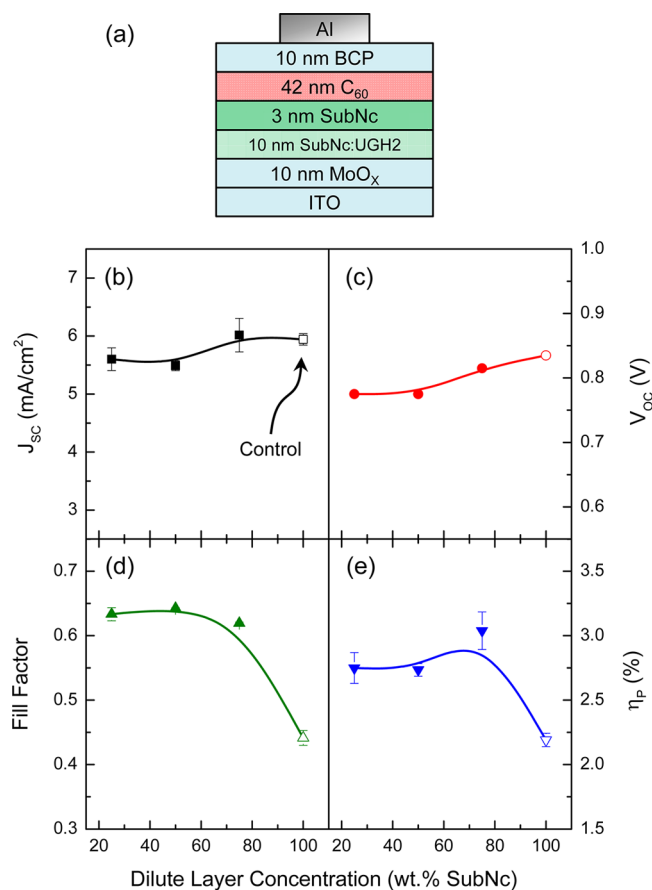 (a)
Al
10 nm BCP
42 nm C60
3 nm SubNc
10 nm SubNc:UGH2
10 nm MoOX
ITO
(b)
7
6
5
4
3
JSC (mA/cm²)
Control
(c)
1.0
0.9
0.8
0.7
0.6
VOC (V)
(d)
0.7
0.6
0.5
0.4
0.3
Fill Factor
20 40 60 80 100
(e)
3.5
3.0
2.5
2.0
1.5
ηP (%)
20 40 60 80 100
Dilute Layer Concentration (wt.% SubNc)